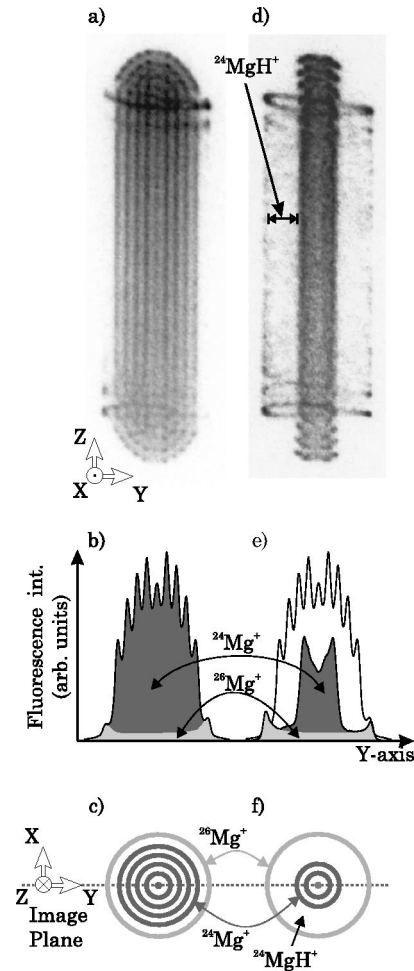 a)
d)
²⁴MgH⁺
Z
X
Y
b)
e)
Fluorescence int.
(arb. units)
²⁴Mg⁺
²⁶Mg⁺
Y-axis
c)
f)
X
Z
Y
Image
Plane
²⁶Mg⁺
²⁴Mg⁺
²⁴MgH⁺